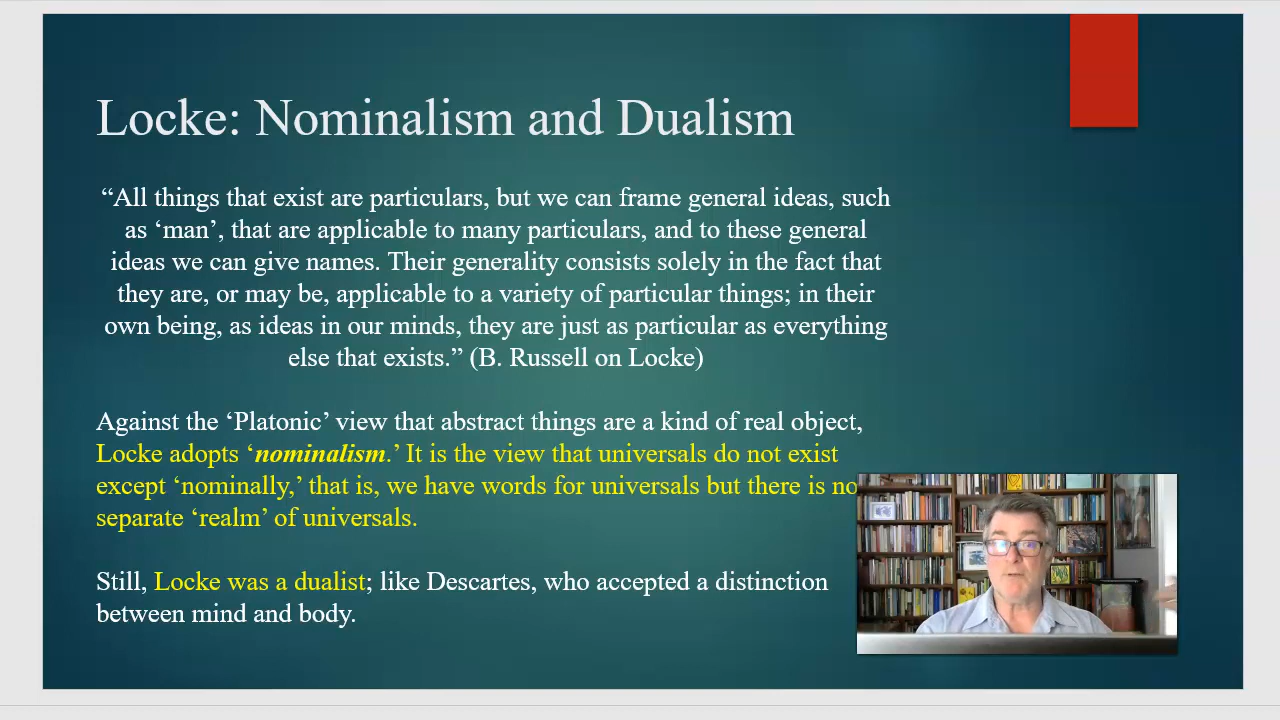 Locke: Nominalism and Dualism
“All things that exist are particulars, but we can frame general ideas, such
as ‘man’, that are applicable to many particulars, and to these general
ideas we can give names. Their generality consists solely in the fact that
they are, or may be, applicable to a variety of particular things; in their
own being, as ideas in our minds, they are just as particular as everything
else that exists.” (B. Russell on Locke)
Against the ‘Platonic’ view that abstract things are a kind of real object,
Locke adopts ‘nominalism.’ It is the view that universals do not exist
except ‘nominally,’ that is, we have words for universals but there is no
separate ‘realm’ of universals.
Still, Locke was a dualist; like Descartes, who accepted a distinction
between mind and body.